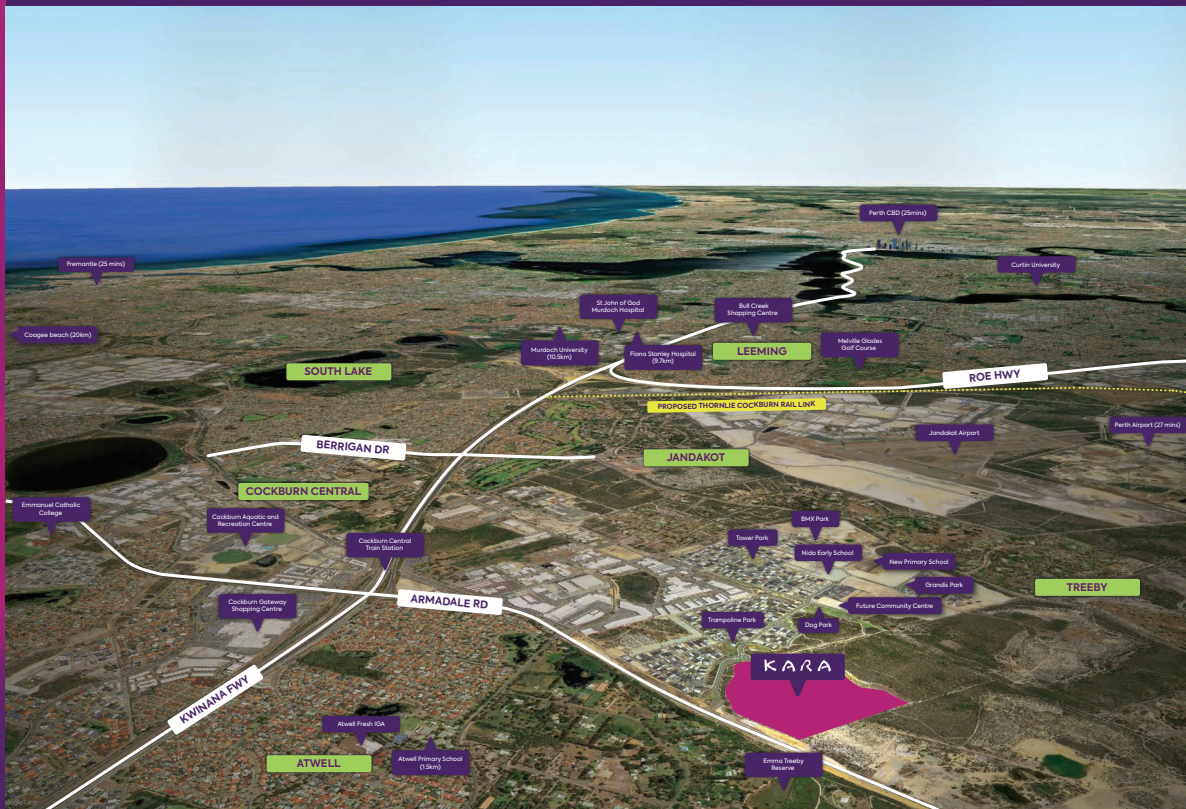 Perth CBD (25mins)
Fremantle (25 mins)
Curtin University
Coogee beach (20km)
St John of God
Murdoch Hospital
Bull Creek
Shopping Centre
Murdoch University
(10.5km)
Fiona Stanley Hospital
(9.7km)
LEEMING
Melville Glades
Golf Course
SOUTH LAKE
ROE HWY
PROPOSED THORNLIE COCKBURN RAIL LINK
Perth Airport (27 mins)
Jandakot Airport
BERRIGAN DR
JANDAKOT
COCKBURN CENTRAL
Emmanuel Catholic
College
Cockburn Aquatic and
Recreation Centre
BMX Park
Cockburn Central
Train Station
Tower Park
Nido Early School
New Primary School
Grandis Park
TREEBY
ARMADALE RD
Cockburn Gateway
Shopping Centre
Future Community Centre
Trampoline Park
Dog Park
KARA
KWINANA FWY
Atwell Fresh IGA
Atwell Primary School
(1.5km)
ATWELL
Emma Treeby
Reserve